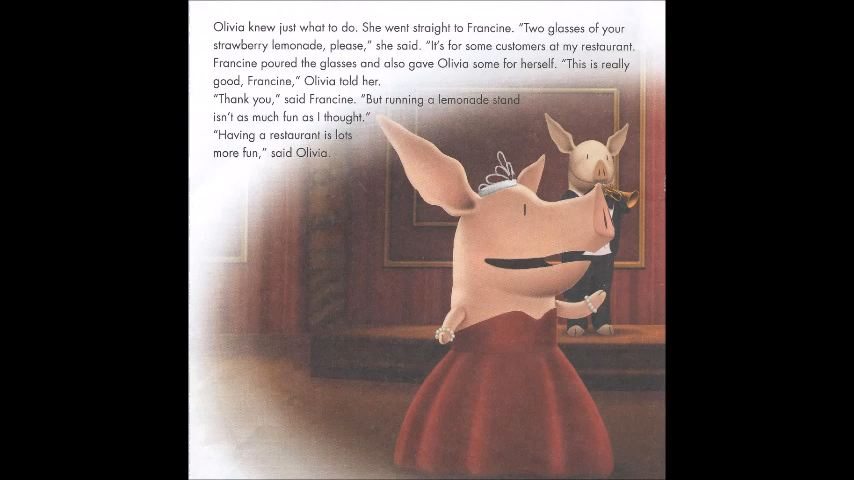 Olivia knew just what to do. She went straight to Francine. “Two glasses of your
strawberry lemonade, please,” she said. “It’s for some customers at my restaurant.
Francine poured the glasses and also gave Olivia some for herself. “This is really
good, Francine,” Olivia told her.
“Thank you,” said Francine. “But running a lemonade stand
isn’t as much fun as I thought.”
“Having a restaurant is lots
more fun,” said Olivia.